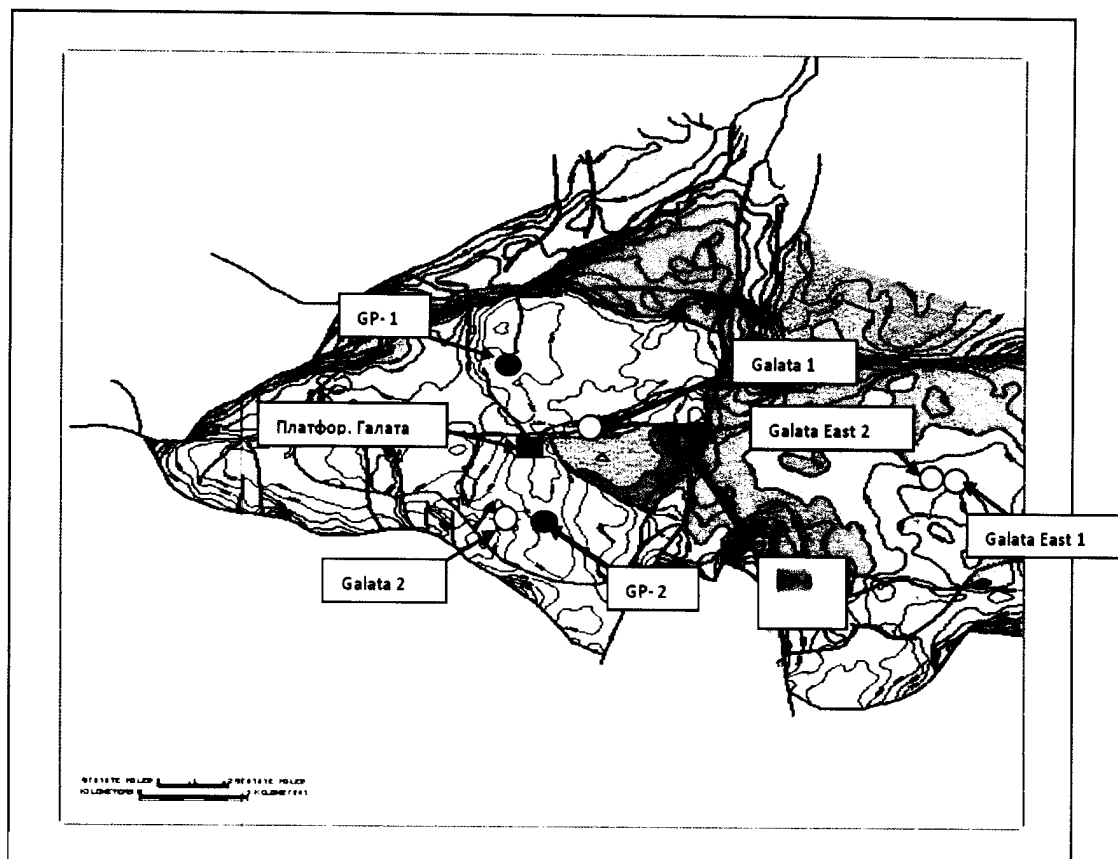 GP- 1
Galata 1
Платфор. Галата
Galata East 2
Galata East 1
Galata 2
GP- 2